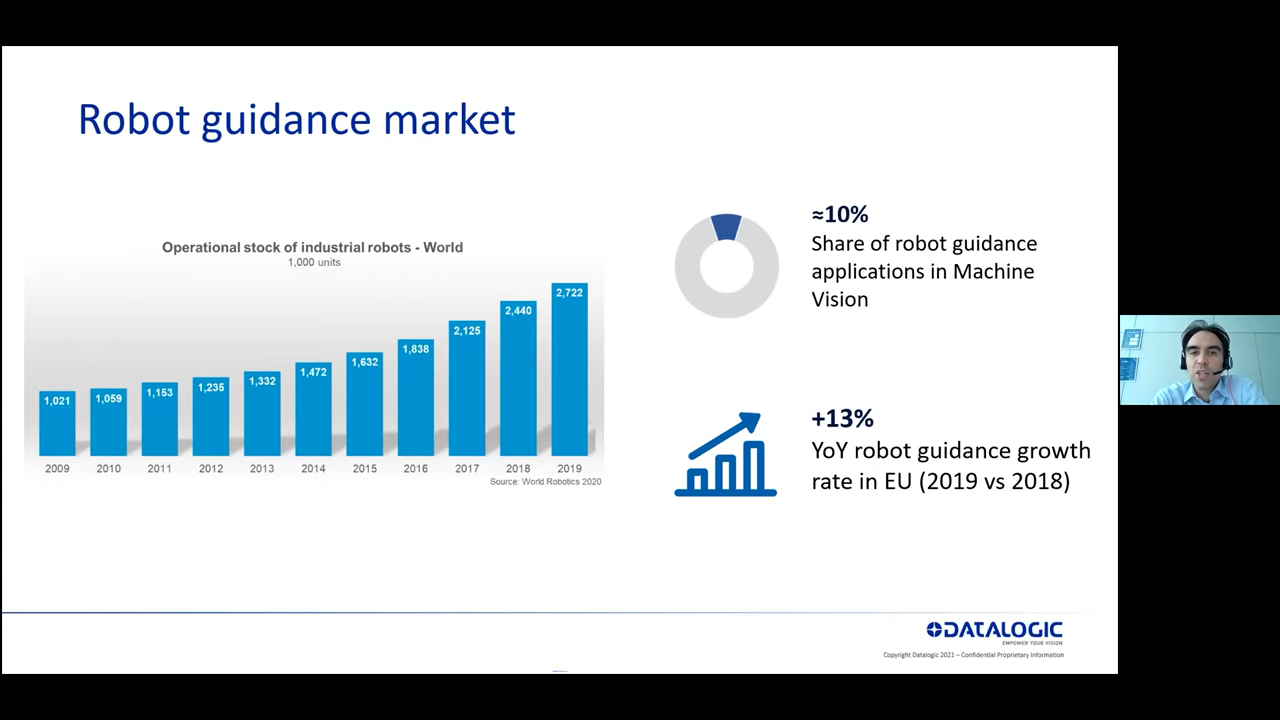 Robot guidance market
Operational stock of industrial robots - World
1,000 units
1,021
1,059
1,153
1,235
1,332
1,472
1,632
1,838
2,125
2,440
2,722
2009
2010
2011
2012
2013
2014
2015
2016
2017
2018
2019
Source: World Robotics 2020
≈10%
Share of robot guidance
applications in Machine
Vision
+13%
YoY robot guidance growth
rate in EU (2019 vs 2018)
DATALOGIC
EMPOWER YOUR VISION
Copyright Datalogic 2021 – Confidential Proprietary Information